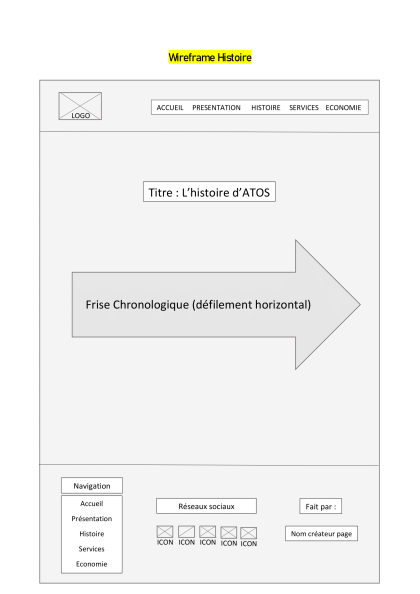 Wireframe Histoire
LOGO
ACCUEIL PRESENTATION HISTOIRE SERVICES ECONOMIE
Titre : L'histoire d'ATOS
Frise Chronologique (défilement horizontal)
Navigation
Accueil
Présentation
Histoire
Services
Economie
Réseaux sociaux
ICON ICON ICON ICON ICON
Fait par :
Nom créateur page